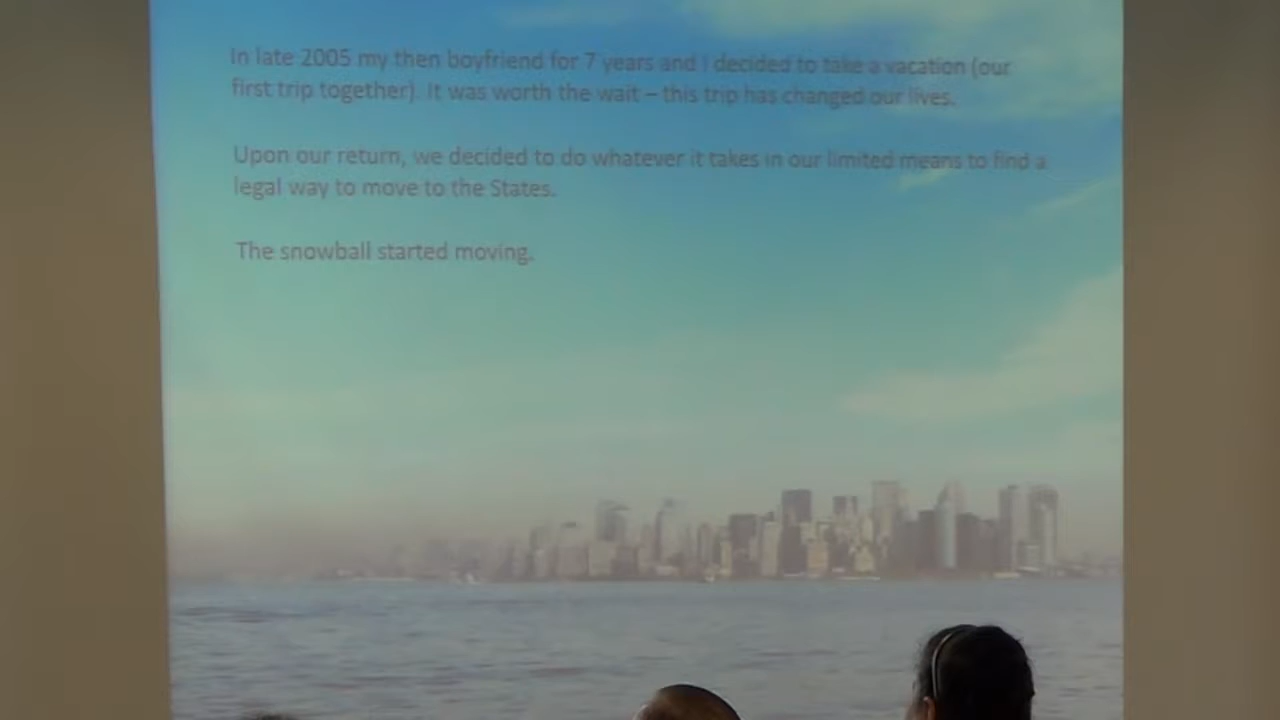 In late 2005 my then boyfriend for 7 years and I decided to take a vacation (our
first trip together). It was worth the wait – this trip has changed our lives.
Upon our return, we decided to do whatever it takes in our limited means to find a
legal way to move to the States.
The snowball started moving.